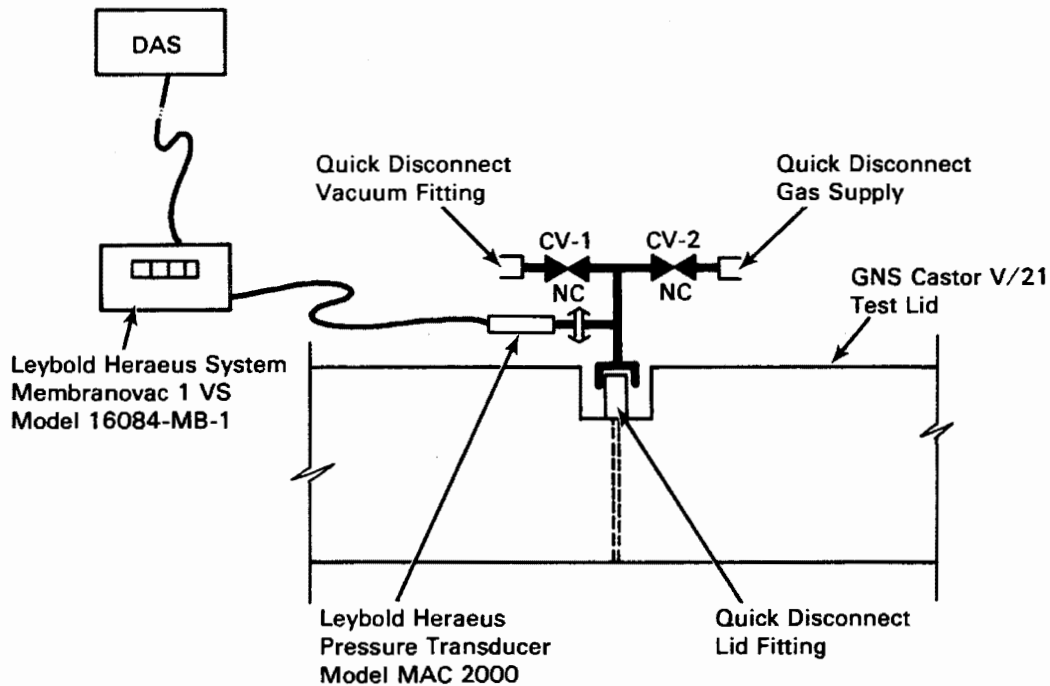 DAS
Quick Disconnect
Vacuum Fitting
Quick Disconnect
Gas Supply
CV-1
CV-2
NC
NC
GNS Castor V/21
Test Lid
Leybold Heraeus System
Membranovac 1 VS
Model 16084-MB-1
Leybold Heraeus
Pressure Transducer
Model MAC 2000
Quick Disconnect
Lid Fitting